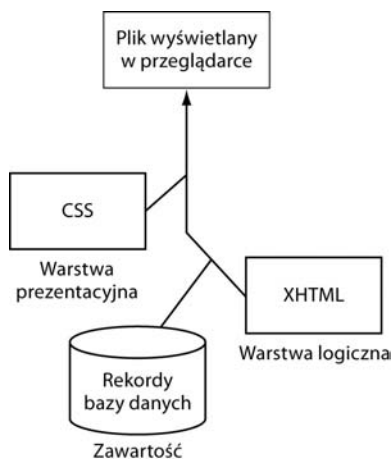 Plik wyświetlany
w przeglądarce
CSS
Warstwa
prezentacyjna
XHTML
Warstwa logiczna
Rekordy
bazy danych
Zawartość